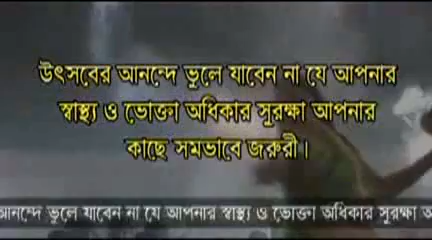 উৎসবের আনন্দে ভুলে যাবেন না যে আপনার
স্বাস্থ্য ও ভোক্তা অধিকার সুরক্ষা আপনার
কাছে সমভাবে জরুরী।
আনন্দে ভুলে যাবেন না যে আপনার স্বাস্থ্য ও ভোক্তা অধিকার সুরক্ষা আ